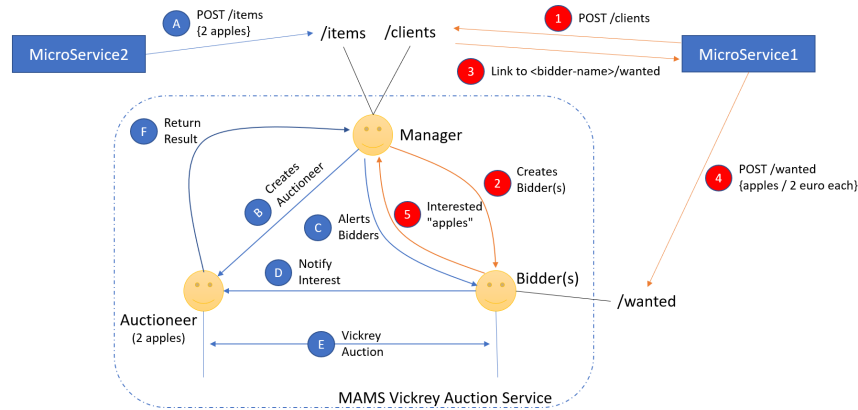 A
POST /items
{2 apples}
/items
/clients
1
POST /clients
MicroService2
MicroService1
3
Link to <bidder-name>/wanted
F
Return
Result
Manager
B
Creates
Auctioneer
2
Creates
Bidder(s)
4
POST /wanted
{apples / 2 euro each}
C
Alerts
Bidders
5
Interested
"apples"
D
Notify
Interest
Bidder(s)
/wanted
Auctioneer
(2 apples)
E
Vickrey
Auction
MAMS Vickrey Auction Service